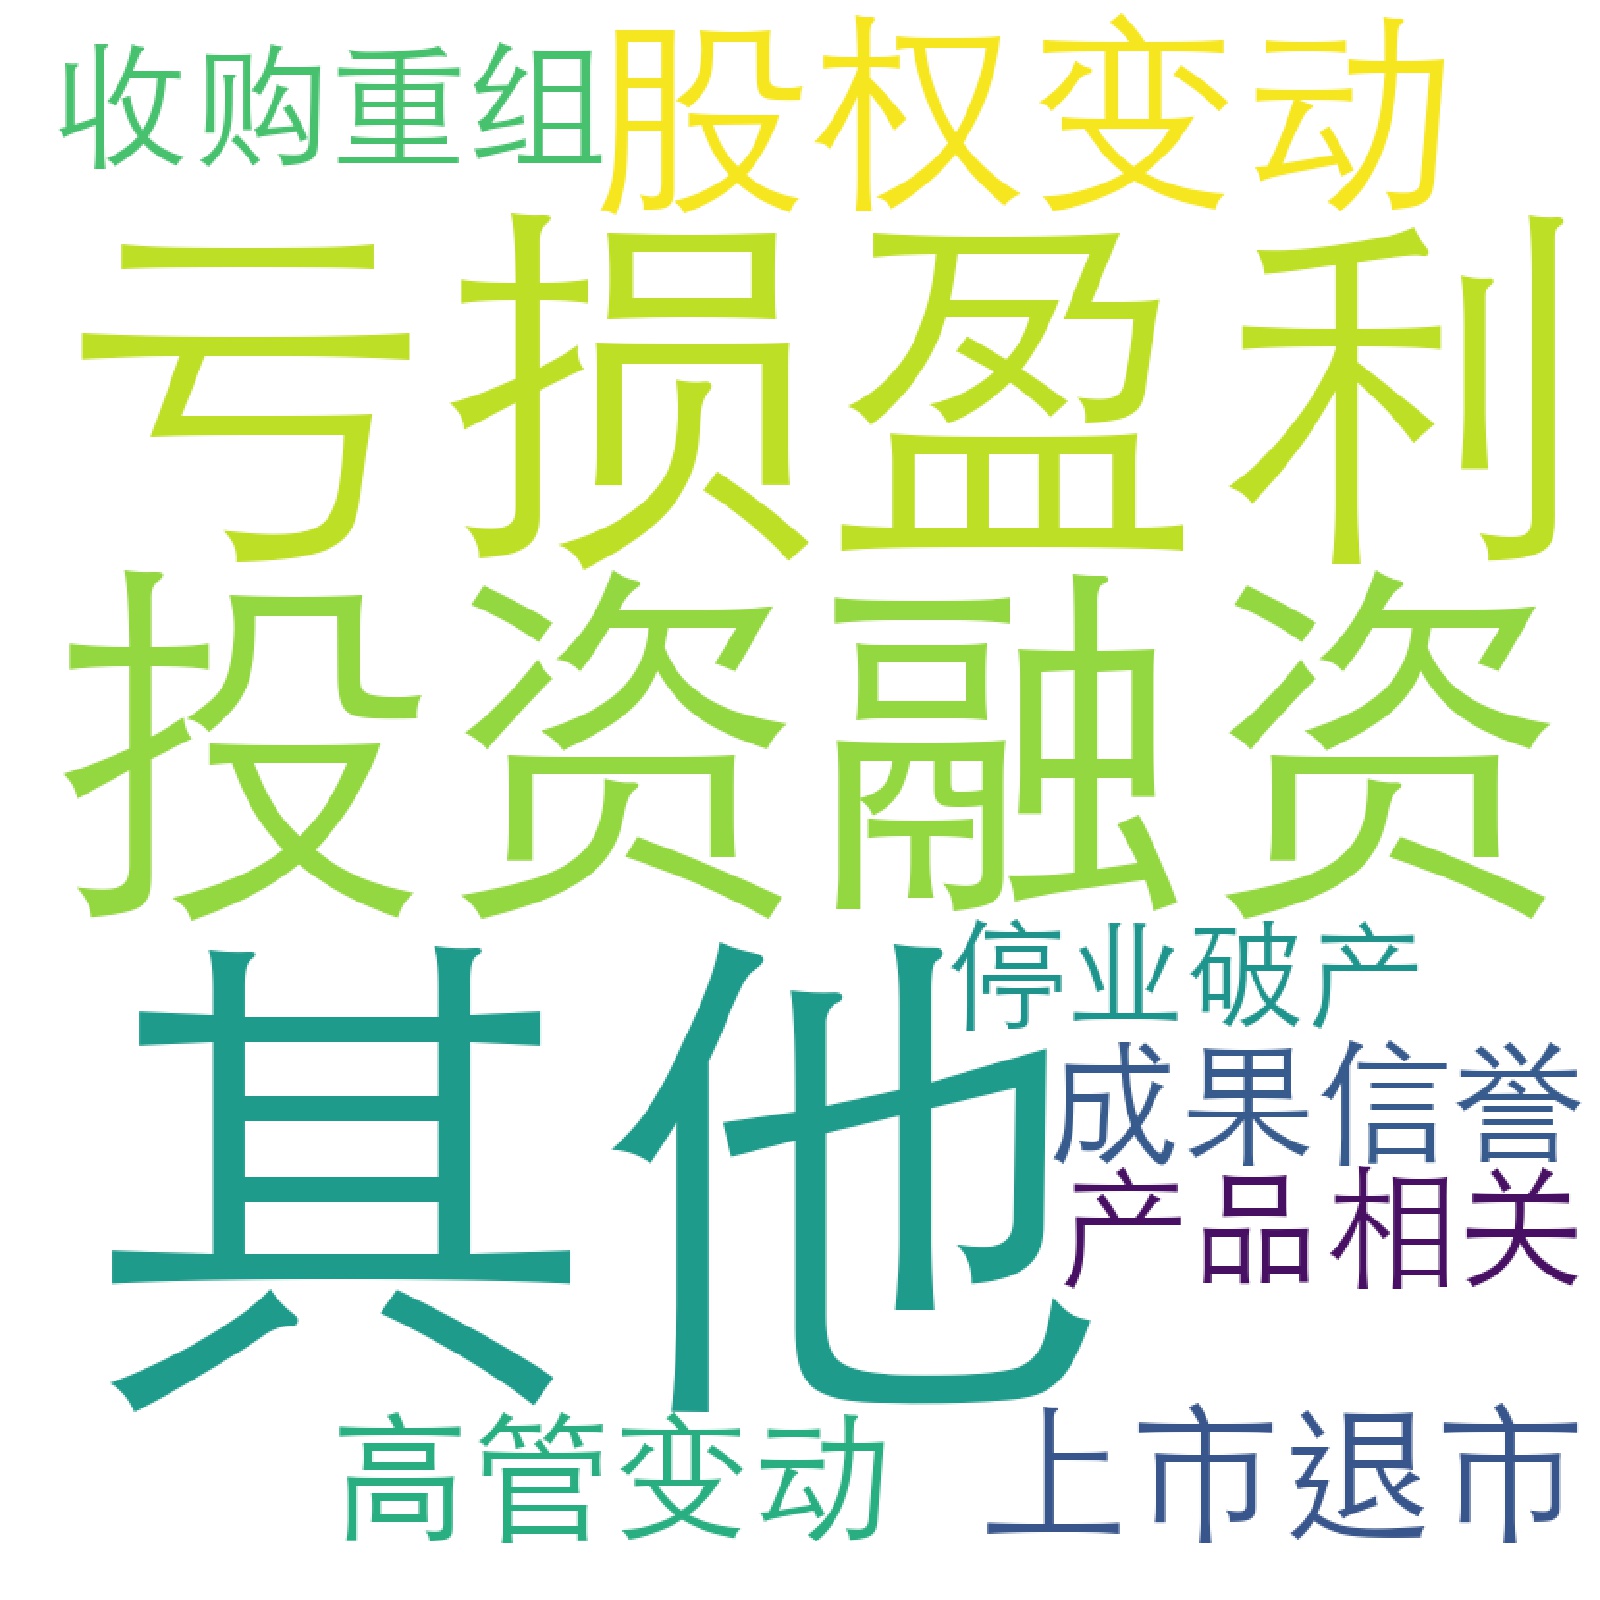 收购重组
股权变动
亏损盈利
投资融资
其他
停业破产
成果信誉
产品相关
高管变动
上市退市